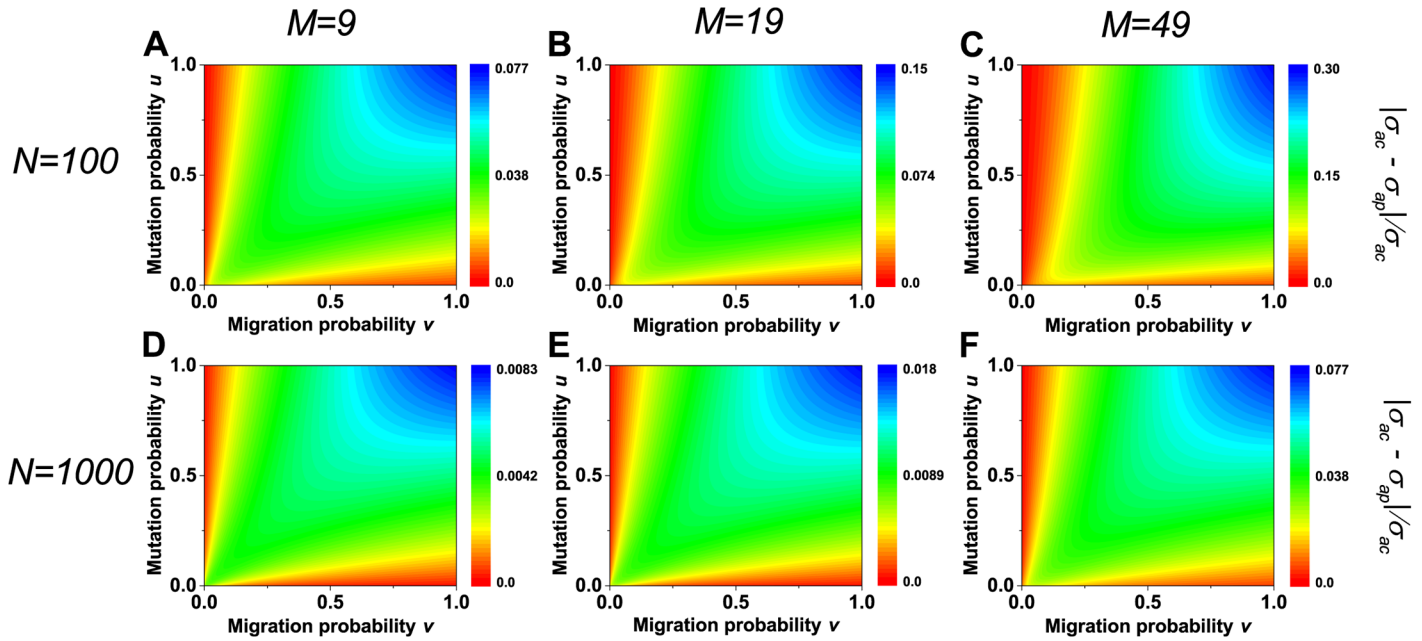 M=9
M=19
M=49
N=100
A
1.0
0.5
0.0
Mutation probability u
0.0
0.5
1.0
Migration probability v
0.077
0.038
0.0
B
1.0
0.5
0.0
Mutation probability u
0.0
0.5
1.0
Migration probability v
0.15
0.074
0.0
C
1.0
0.5
0.0
Mutation probability u
0.0
0.5
1.0
Migration probability v
0.30
0.15
0.0
|σac - σap|/σac
N=1000
D
1.0
0.5
0.0
Mutation probability u
0.0
0.5
1.0
Migration probability v
0.0083
0.0042
0.0
E
1.0
0.5
0.0
Mutation probability u
0.0
0.5
1.0
Migration probability v
0.018
0.0089
0.0
F
1.0
0.5
0.0
Mutation probability u
0.0
0.5
1.0
Migration probability v
0.077
0.038
0.0
|σac - σap|/σac